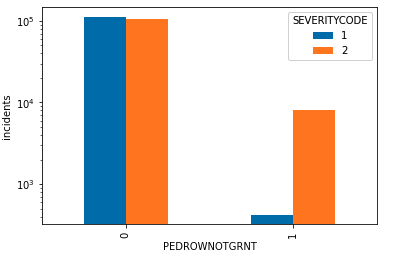 SEVERITYCODE
1
2
10⁵
10⁴
10³
incidents
0
1
PEDROWNOTGRNT